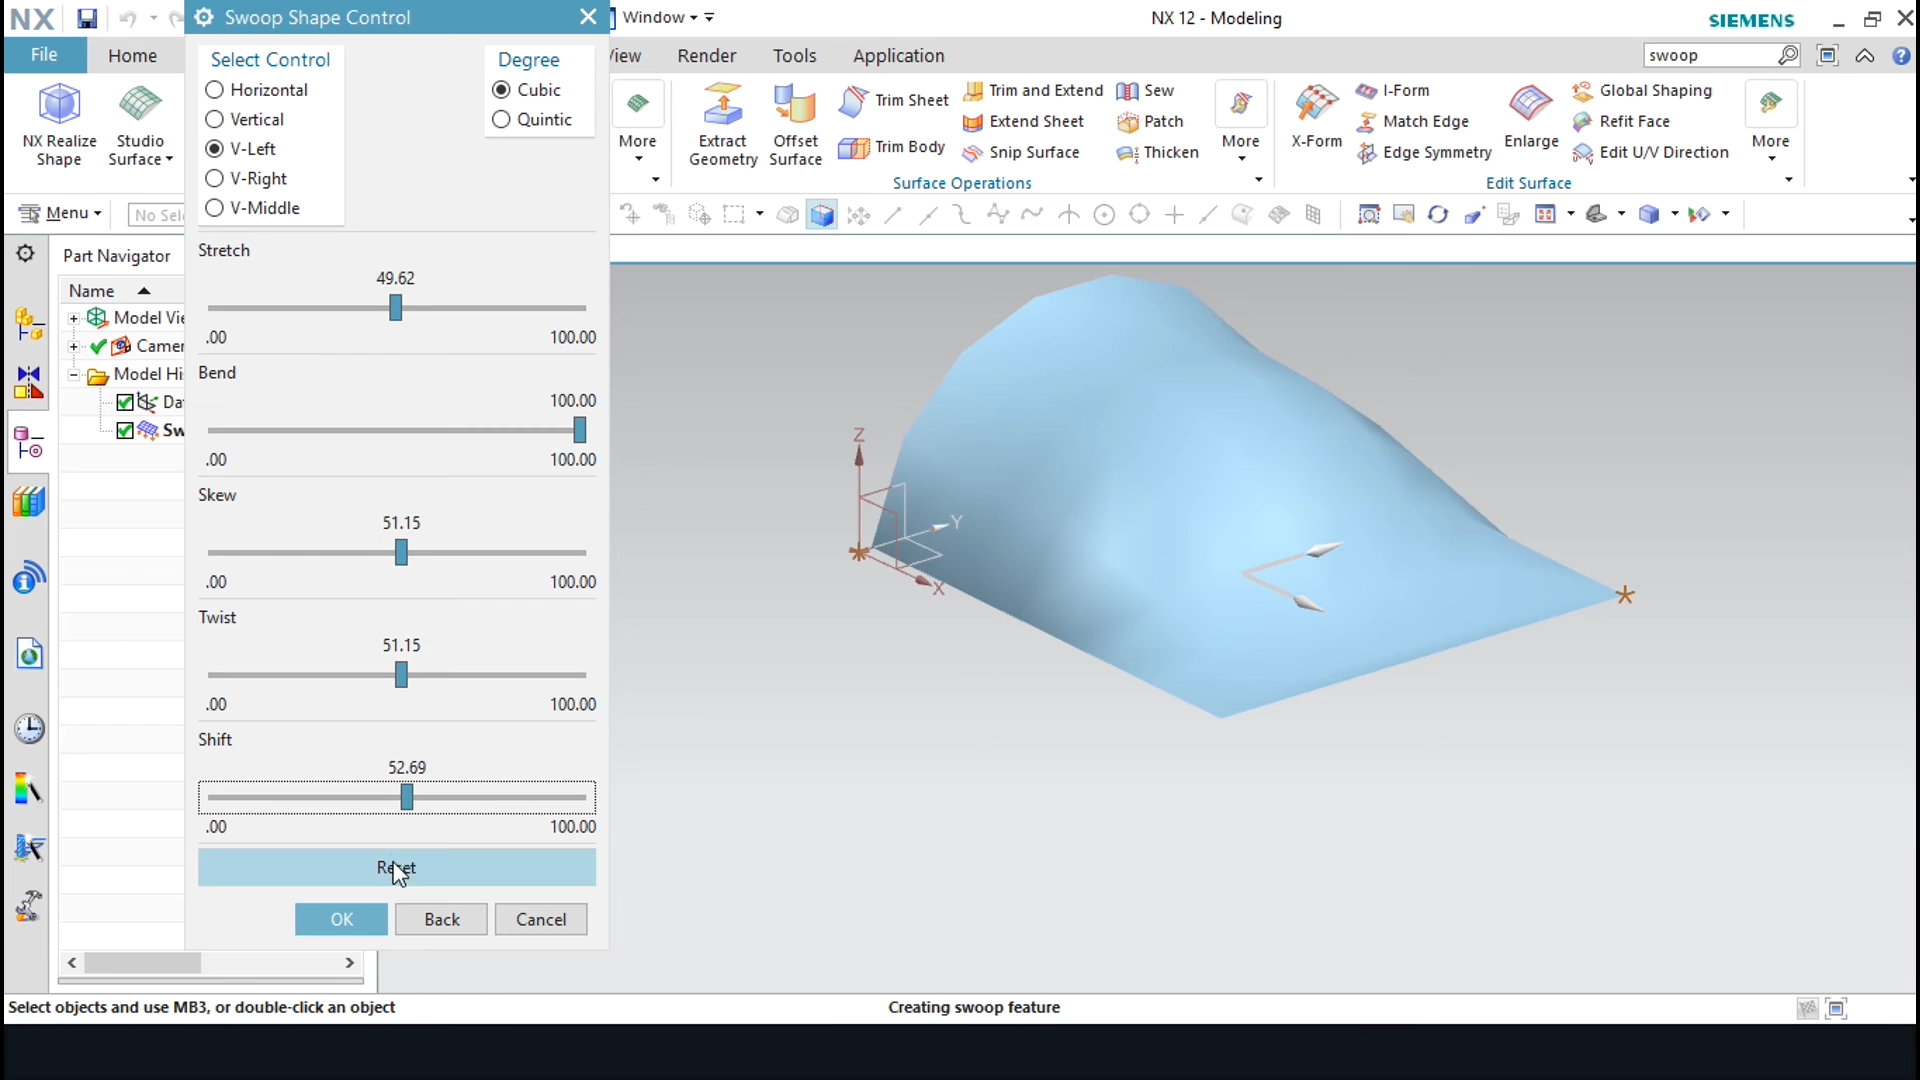 NX
Swoop Shape Control
Window
NX 12 - Modeling
SIEMENS
File
Home
Render
Tools
Application
swoop
Select Control
Horizontal
Vertical
V-Left
V-Right
V-Middle
Degree
Cubic
Quintic
NX Realize
Shape
Studio
Surface
More
Extract
Geometry
Offset
Surface
Trim Sheet
Trim Body
Trim and Extend
Extend Sheet
Snip Surface
Sew
Patch
Thicken
More
Surface Operations
X-Form
I-Form
Match Edge
Edge Symmetry
Enlarge
Global Shaping
Refit Face
Edit U/V Direction
More
Edit Surface
Menu
No Sel
Part Navigator
Name
Model Vie
Camer
Model Hi
Da
Sw
Stretch
49.62
.00 100.00
Bend
100.00
.00 100.00
Skew
51.15
.00 100.00
Twist
51.15
.00 100.00
Shift
52.69
.00 100.00
Reset
OK Back Cancel
Z
Y
X
Select objects and use MB3, or double-click an object
Creating swoop feature